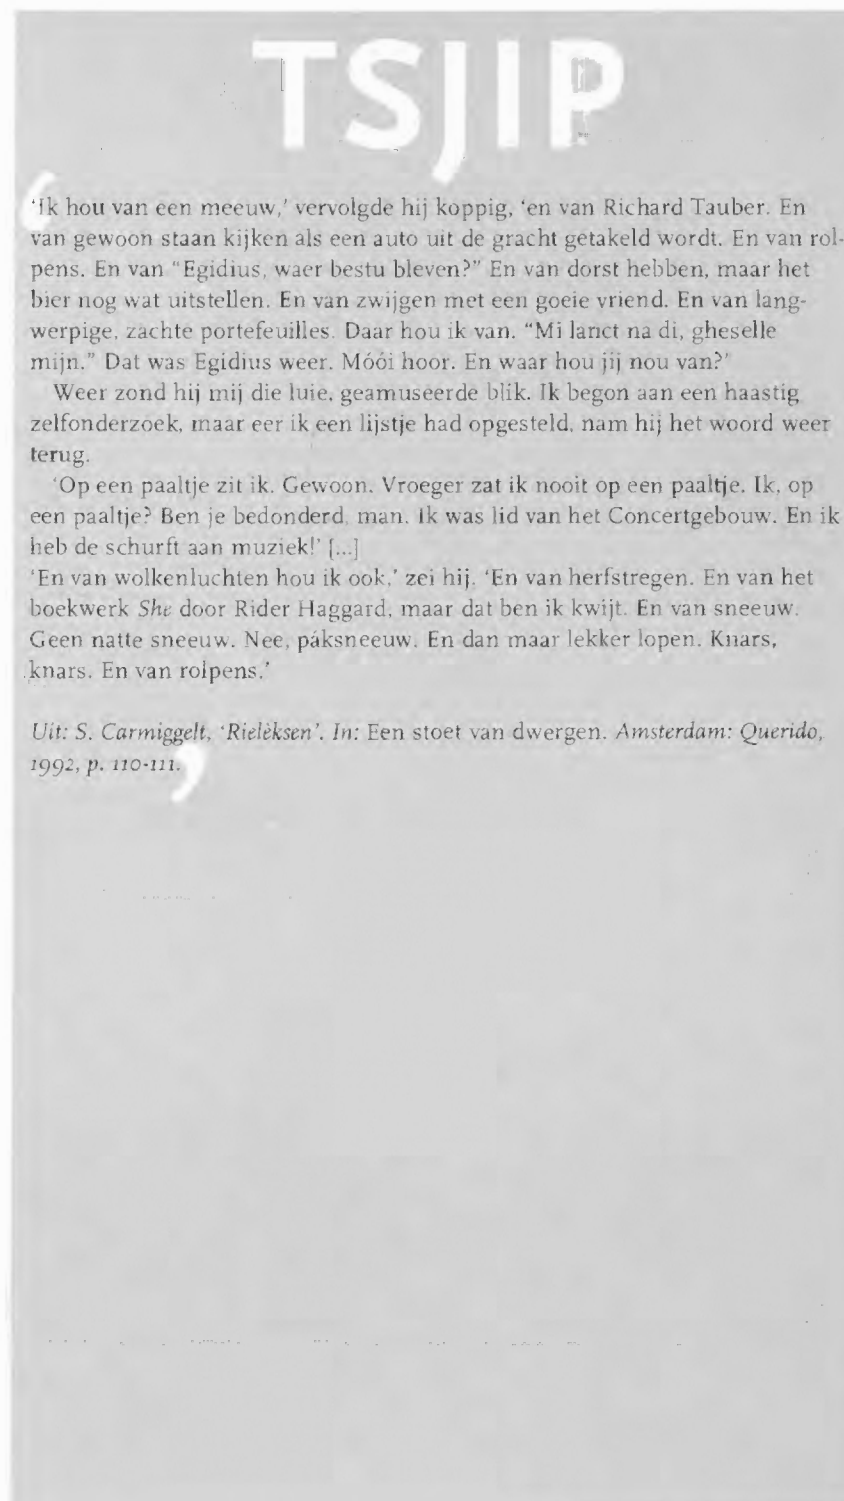 TSJIP
‘Ik hou van een meeuw,’ vervolgde hij koppig, ‘en van Richard Tauber. En
van gewoon staan kijken als een auto uit de gracht getakeld wordt. En van rol-
pens. En van “Egidius, waer bestu bleven?” En van dorst hebben, maar het
bier nog wat uitstellen. En van zwijgen met een goeie vriend. En van lang-
werpige, zachte portefeuilles. Daar hou ik van. “Mi lanct na di, gheselle
mijn.” Dat was Egidius weer. Móói hoor. En waar hou jij nou van?’
Weer zond hij mij die luie, geamuseerde blik. Ik begon aan een haastig
zelfonderzoek, maar eer ik een lijstje had opgesteld, nam hij het woord weer
terug.
‘Op een paaltje zit ik. Gewoon. Vroeger zat ik nooit op een paaltje. Ik, op
een paaltje? Ben je bedonderd, man. Ik was lid van het Concertgebouw. En ik
heb de schurft aan muziek!’ [...]
‘En van wolkenluchten hou ik ook,’ zei hij. ‘En van herfstregen. En van het
boekwerk She door Rider Haggard, maar dat ben ik kwijt. En van sneeuw.
Geen natte sneeuw. Nee, páksneeuw. En dan maar lekker lopen. Knars,
knars. En van rolpens.’
Uit: S. Carmiggelt, ‘Rielèksen’. In: Een stoet van dwergen. Amsterdam: Querido,
1992, p. 110-111.